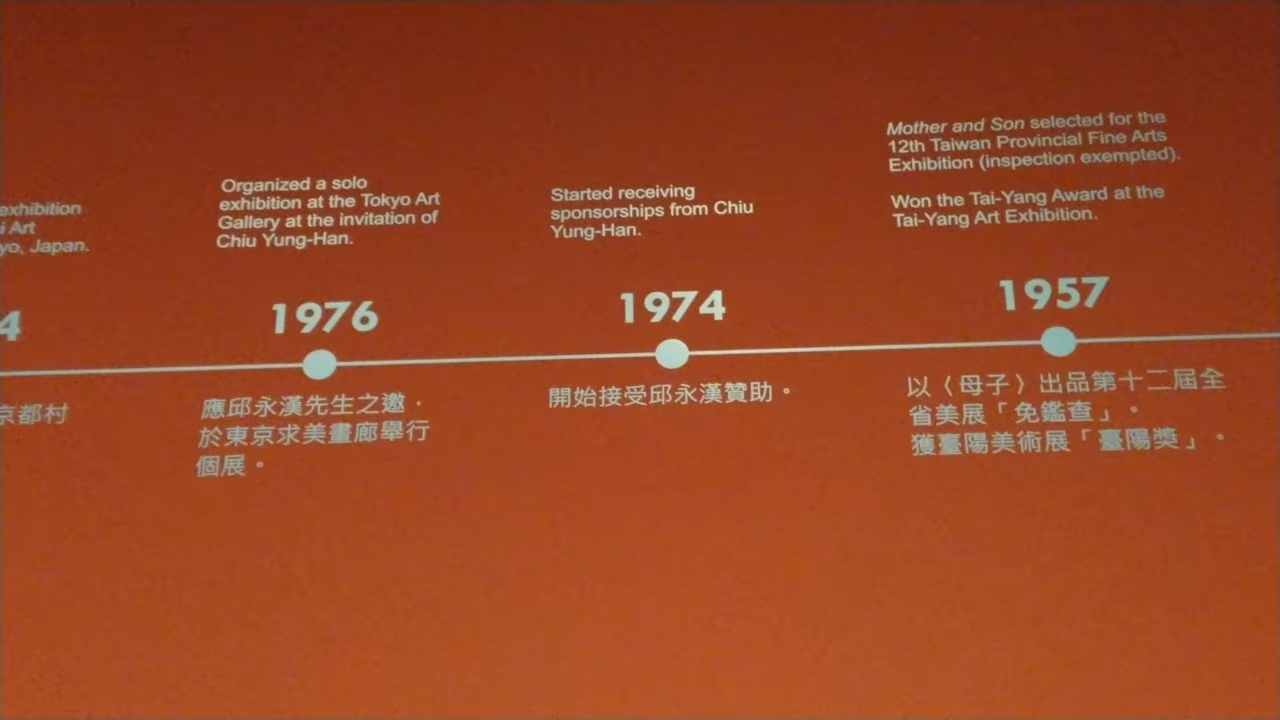 exhibition
Art
yo, Japan.
4
京都村
Organized a solo
exhibition at the Tokyo Art
Gallery at the invitation of
Chiu Yung-Han.
1976
應邱永漢先生之邀，
於東京求美畫廊舉行
個展。
Started receiving
sponsorships from Chiu
Yung-Han.
1974
開始接受邱永漢贊助。
Mother and Son selected for the
12th Taiwan Provincial Fine Arts
Exhibition (inspection exempted).
Won the Tai-Yang Award at the
Tai-Yang Art Exhibition.
1957
以〈母子〉出品第十二屆全
省美展「免鑑查」。
獲臺陽美術展「臺陽獎」。